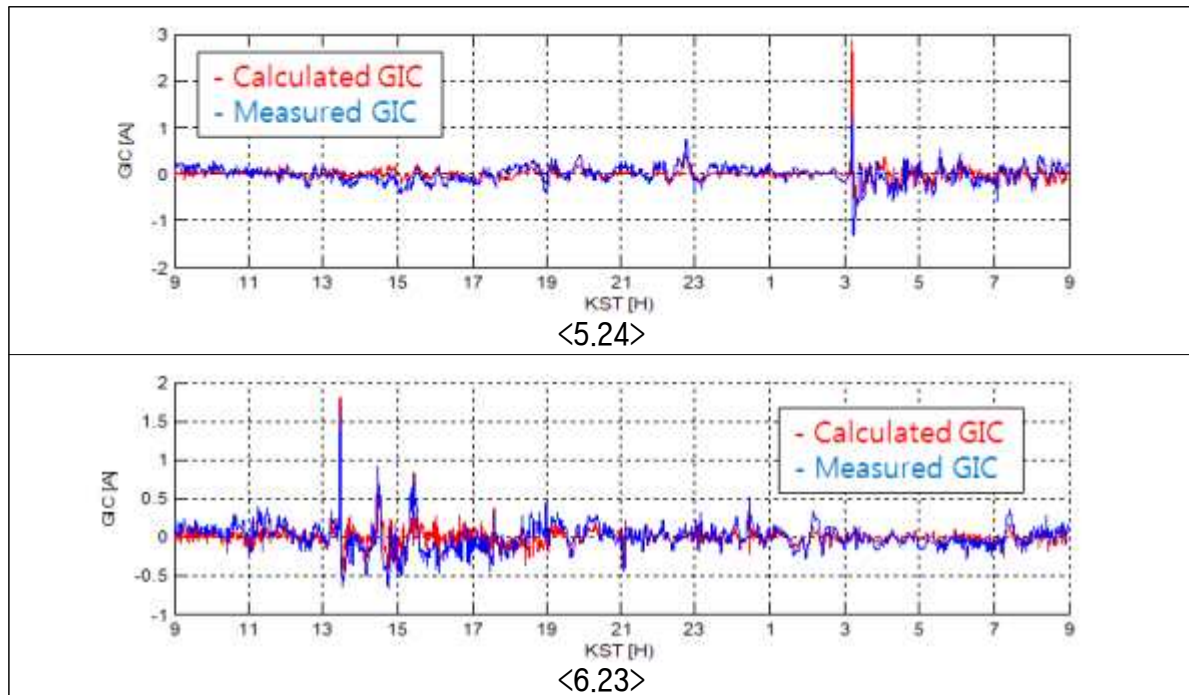 3
2
1
0
-1
-2
GIC [A]
- Calculated GIC
- Measured GIC
9 11 13 15 17 19 21 23 1 3 5 7 9
KST [H]
<5.24>
2
1.5
1
0.5
0
-0.5
-1
GIC [A]
- Calculated GIC
- Measured GIC
9 11 13 15 17 19 21 23 1 3 5 7 9
KST [H]
<6.23>